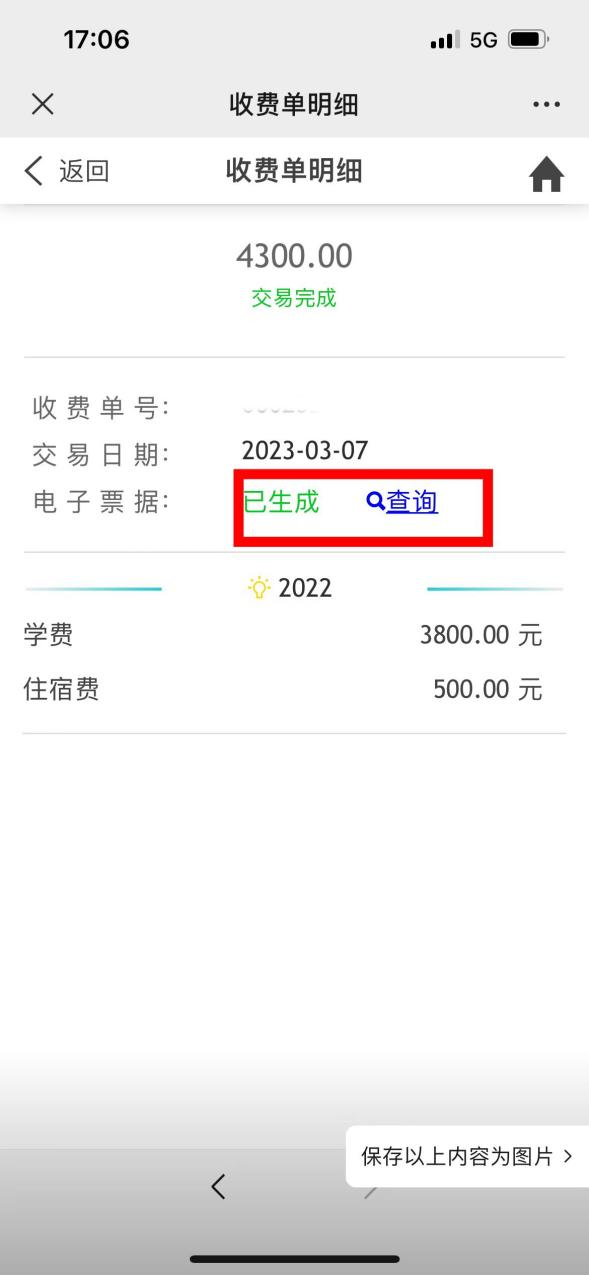 17:06 5G
收费单明细
返回 收费单明细
4300.00
交易完成
收费单号:
交易日期: 2023-03-07
电子票据: 已生成 查询
2022
学费 3800.00 元
住宿费 500.00 元
保存以上内容为图片